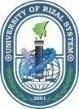 UNIVERSITY OF RIZAL SYSTEM
2001